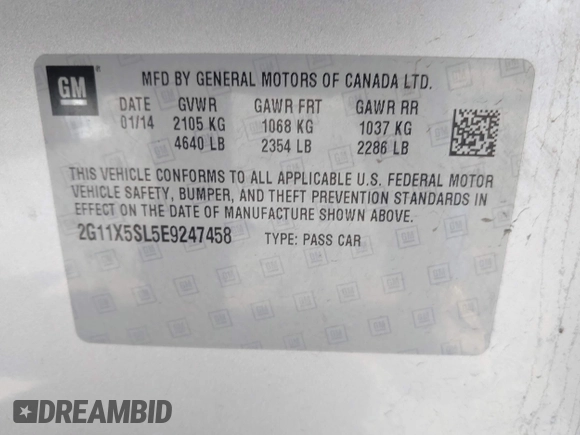 GM ®
MFD BY GENERAL MOTORS OF CANADA LTD.
DATE GVWR GAWR FRT GAWR RR
01/14 2105 KG 1068 KG 1037 KG
4640 LB 2354 LB 2286 LB
THIS VEHICLE CONFORMS TO ALL APPLICABLE U.S. FEDERAL MOTOR
VEHICLE SAFETY, BUMPER, AND THEFT PREVENTION STANDARDS IN
EFFECT ON THE DATE OF MANUFACTURE SHOWN ABOVE.
2G11X5SL5E9247458 TYPE: PASS CAR
DREAMBID